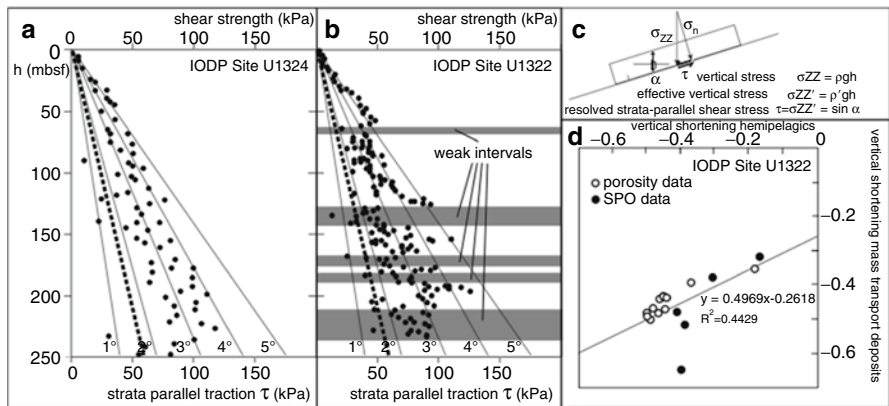 a
shear strength (kPa)
0 50 100 150
0
h (mbsf)
50
100
150
200
250
IODP Site U1324
1° 2° 3° 4° 5°
0 50 100 150
strata parallel traction τ (kPa)
b
shear strength (kPa)
50 100 150
IODP Site U1322
weak intervals
1° 2° 3° 4° 5°
50 100 150
strata parallel traction τ (kPa)
c
σzz σn
α τ
vertical stress σZZ = ρgh
effective vertical stress σZZ' = ρ'gh
resolved strata-parallel shear stress τ=σZZ' = sin α
d
vertical shortening hemipelagics
−0.6 −0.4 −0.2 0
IODP Site U1322
porosity data
SPO data
−0.2
−0.4
−0.6
y = 0.4969x-0.2618
R²=0.4429
vertical shortening mass transport deposits